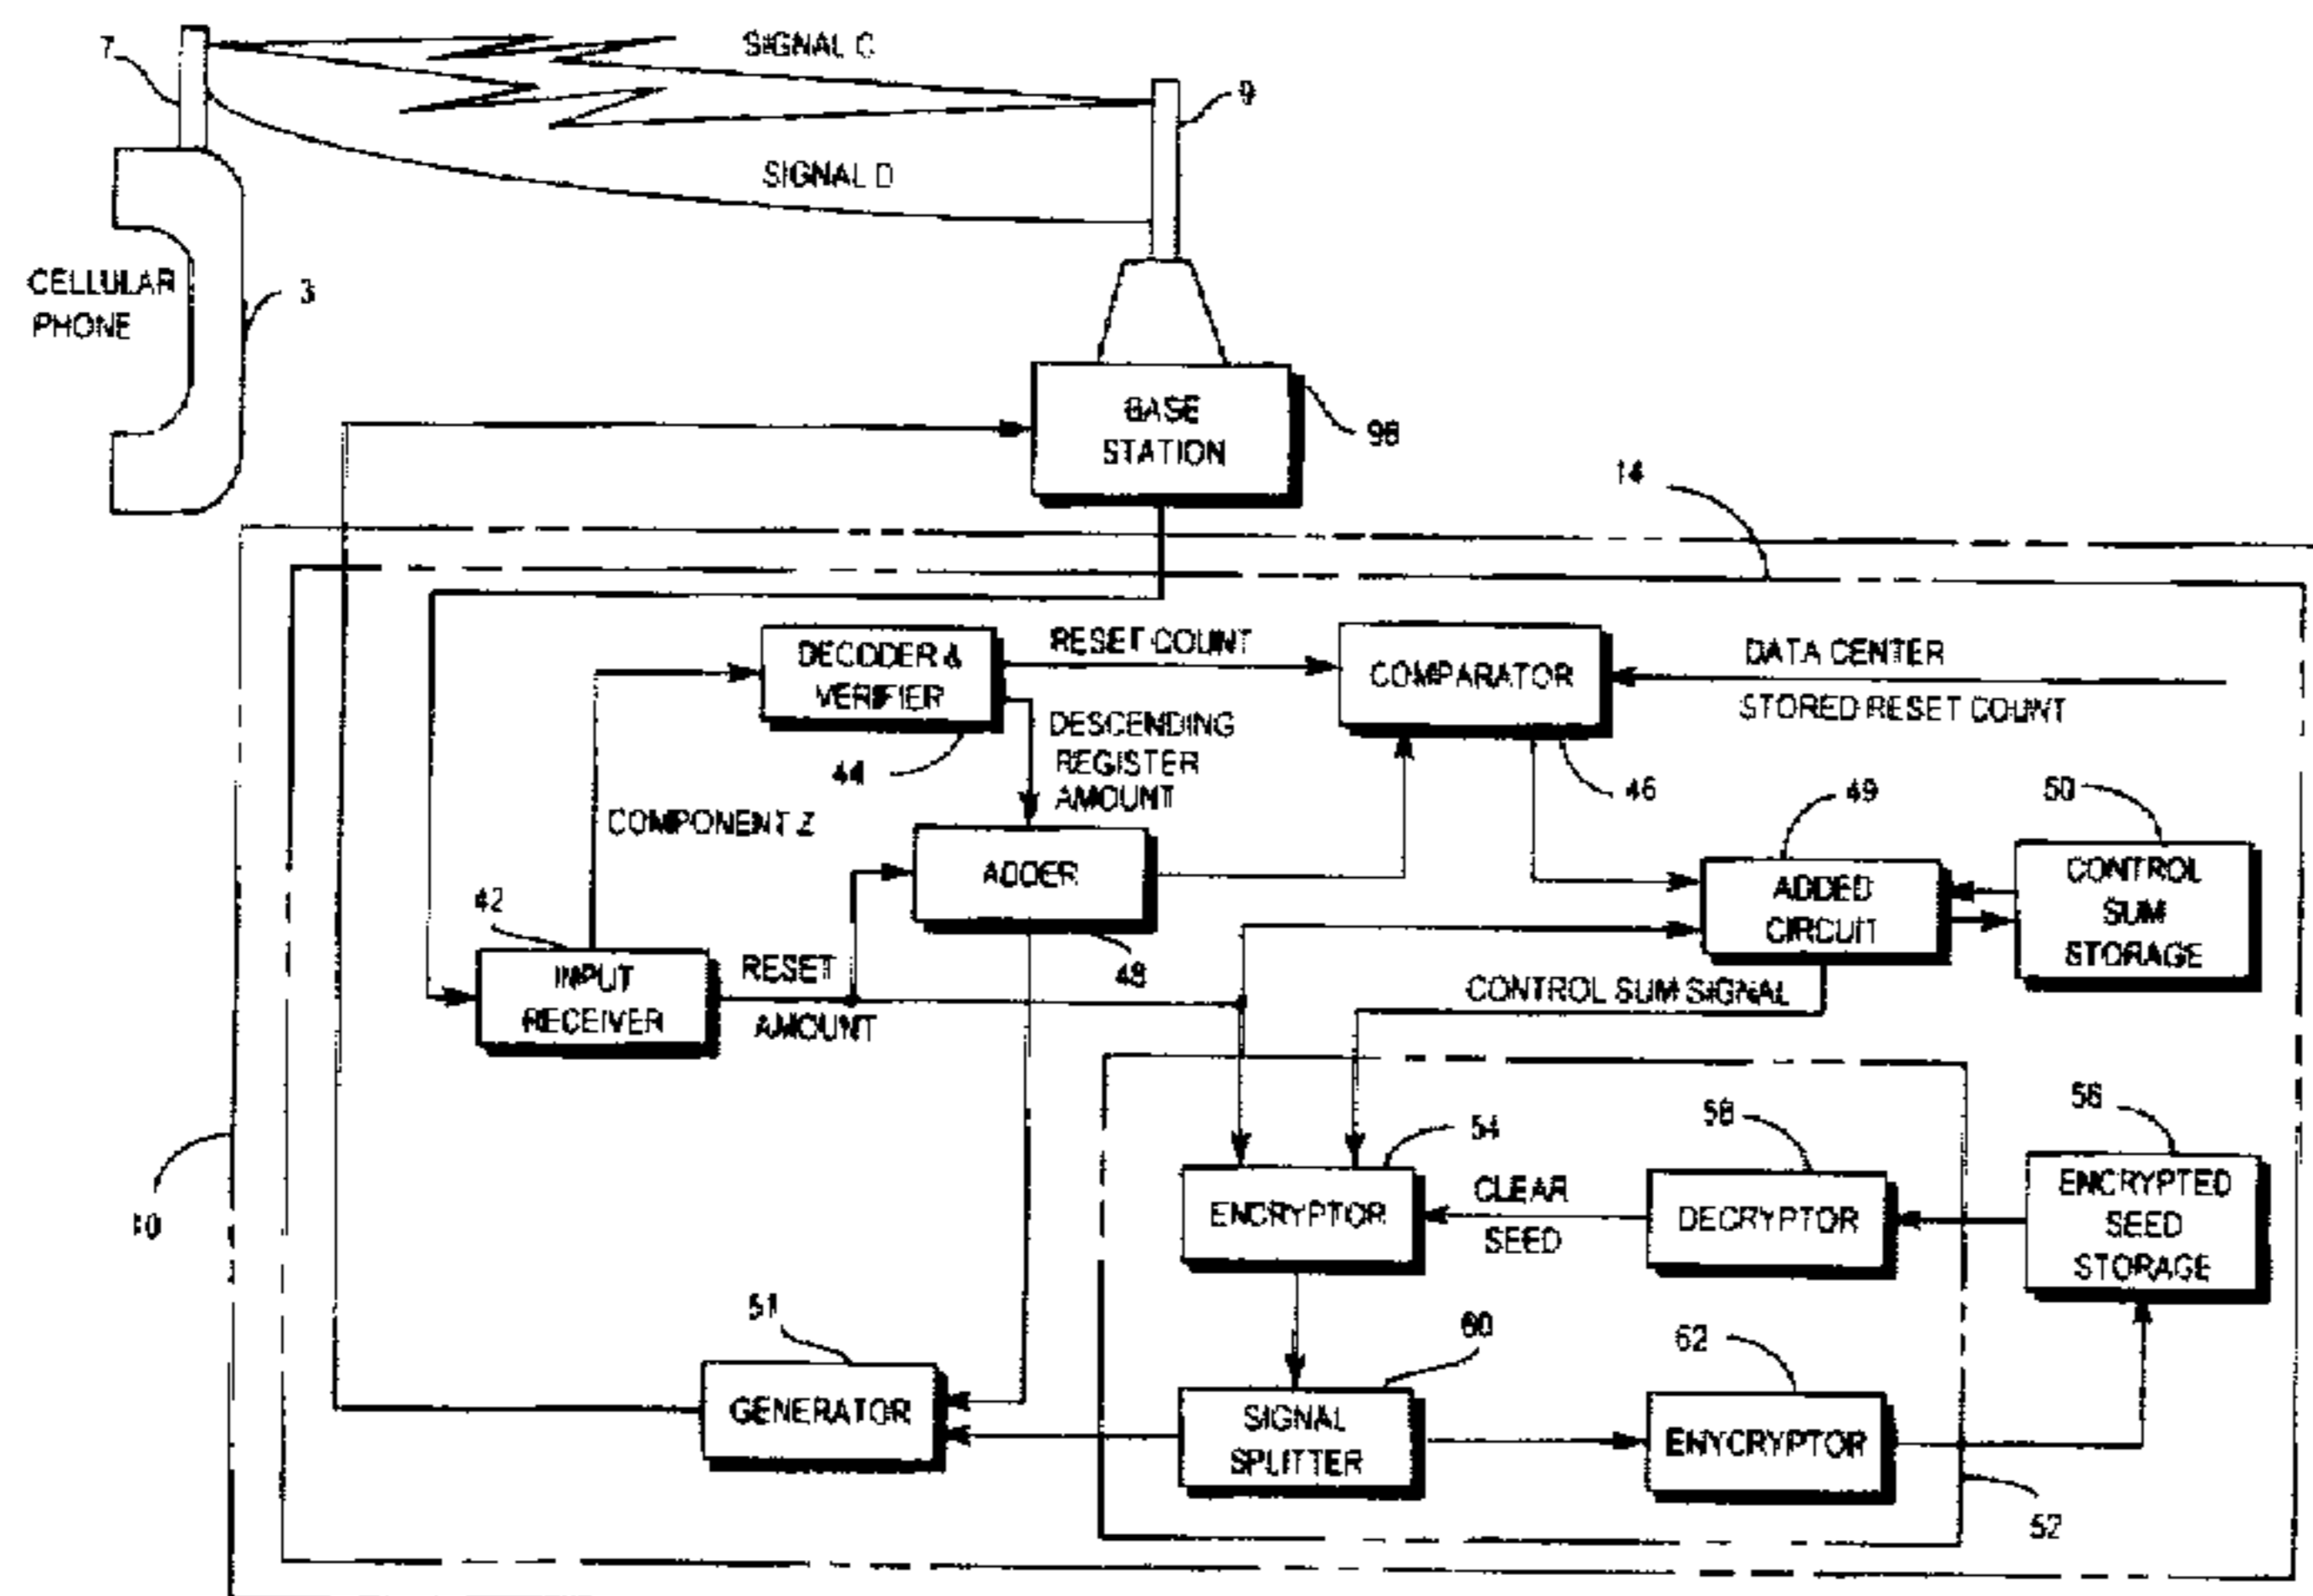 7
SIGNAL C
9
SIGNAL D
CELLULAR
PHONE
3
BASE
STATION
98
14
DECODER &
VERIFIER
RESET COUNT
COMPARATOR
DATA CENTER
STORED RESET COUNT
DESCENDING
REGISTER
AMOUNT
44
46
49
50
COMPONENT Z
ADDER
48
ADDED
CIRCUIT
CONTROL
SUM
STORAGE
42
INPUT
RECEIVER
RESET
AMOUNT
CONTROL SUM SIGNAL
54
58
56
10
ENCRYPTOR
CLEAR
SEED
DECRYPTOR
ENCRYPTED
SEED
STORAGE
51
60
62
GENERATOR
SIGNAL
SPLITTER
ENYCRYPTOR
52